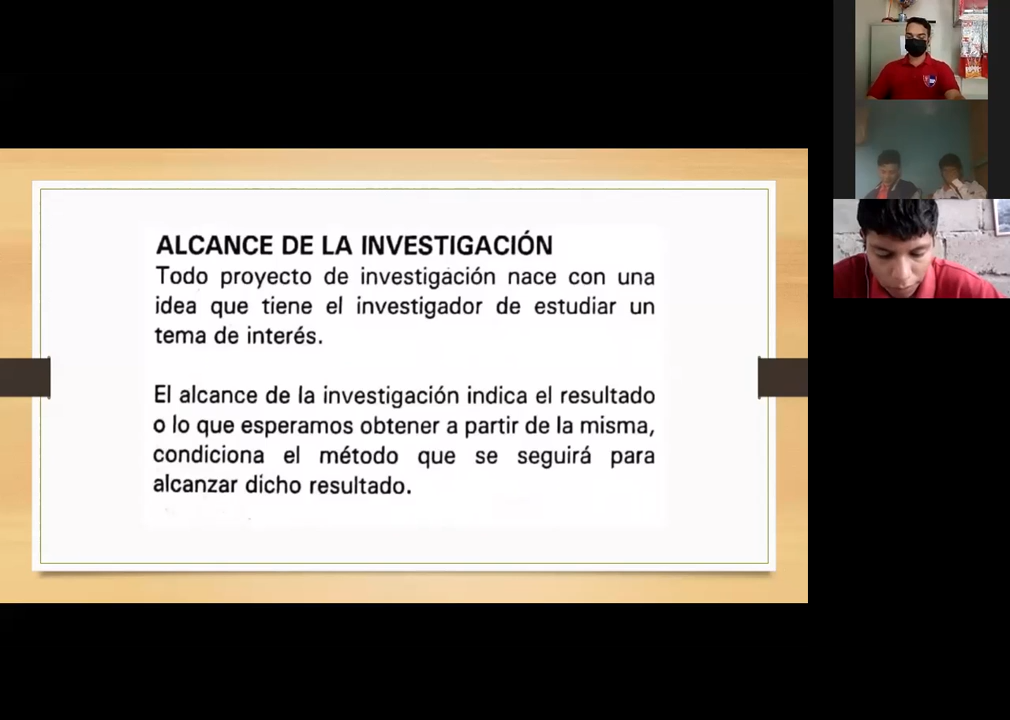 ALCANCE DE LA INVESTIGACIÓN
Todo proyecto de investigación nace con una
idea que tiene el investigador de estudiar un
tema de interés.
El alcance de la investigación indica el resultado
o lo que esperamos obtener a partir de la misma,
condiciona el método que se seguirá para
alcanzar dicho resultado.